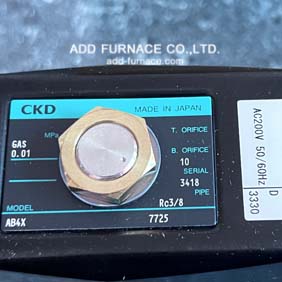 ADD FURNACE CO.,LTD.
add-furnace.com
CKD
MADE IN JAPAN
MPa
GAS
0.01
T. ORIFICE
B. ORIFICE
10
SERIAL
3418
PIPE
Rc3/8
MODEL
AB4X
7725
AC200V 50/60Hz
D
3330